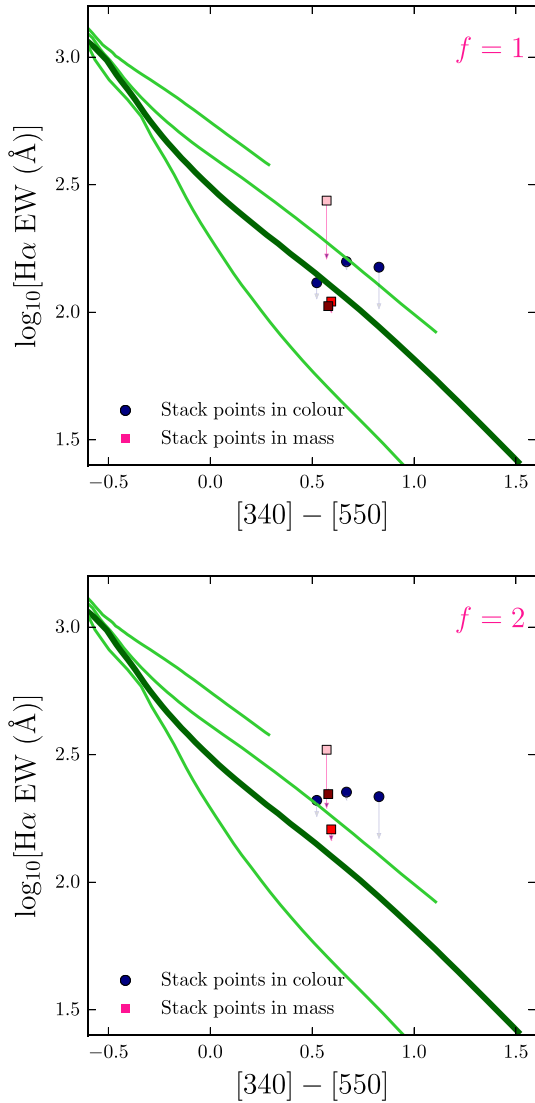 f = 1
3.0
2.5
2.0
1.5
log₁₀[Hα EW (Å)]
Stack points in colour
Stack points in mass
−0.5 0.0 0.5 1.0 1.5
[340] − [550]
f = 2
3.0
2.5
2.0
1.5
log₁₀[Hα EW (Å)]
Stack points in colour
Stack points in mass
−0.5 0.0 0.5 1.0 1.5
[340] − [550]